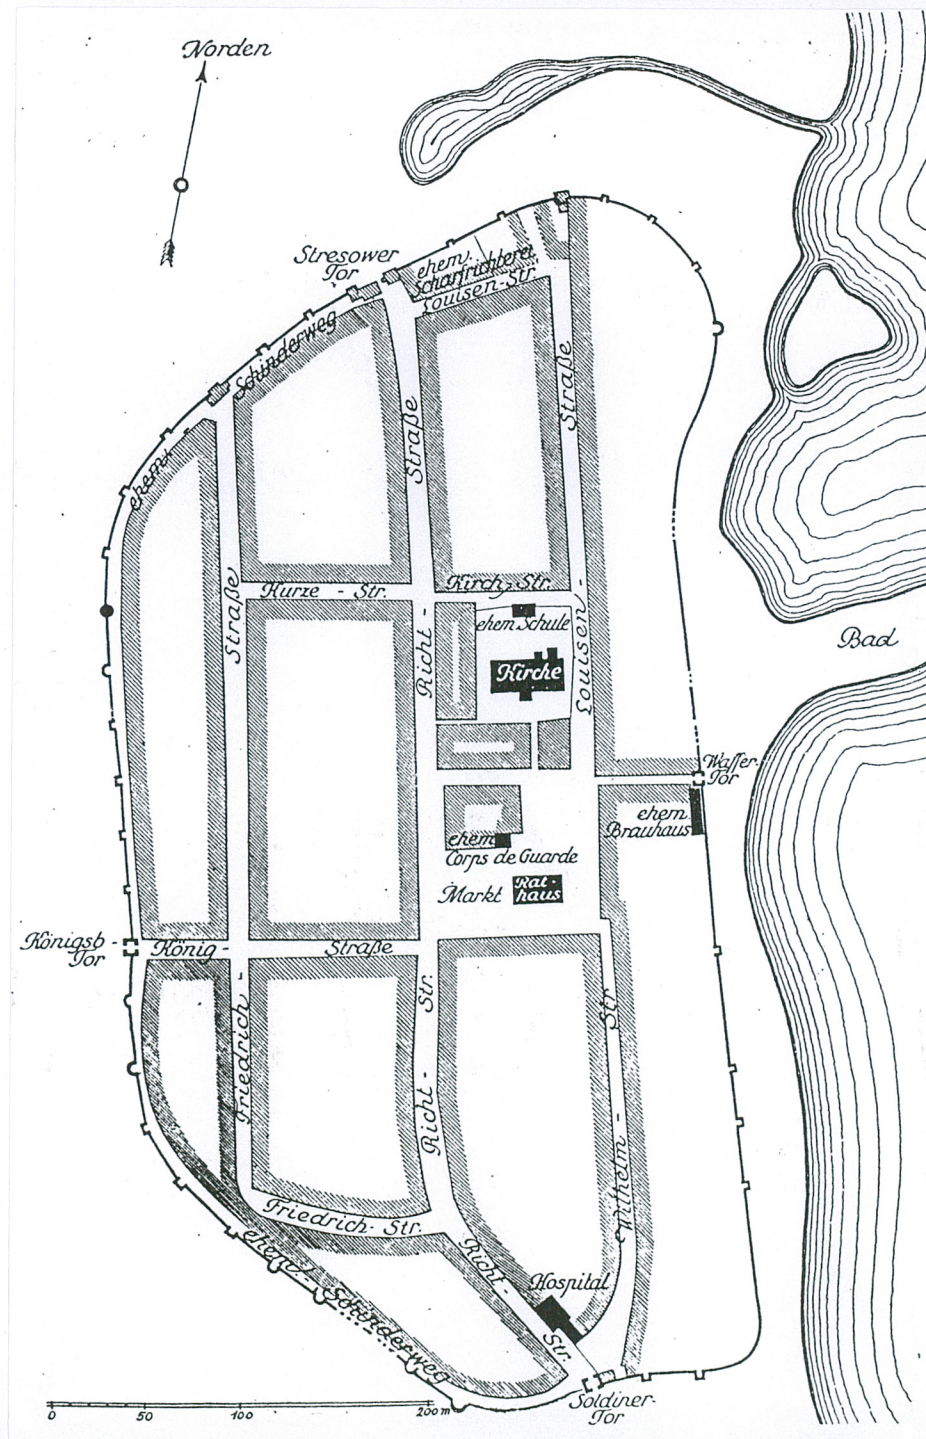 Norden
Stresower
Tor
ehem.
Scharfrichterei
Louisen-Str.
ehem. Schinderweg
Straße
Straße
Straße
Kurze - Str.
Kirch-Str.
ehem Schule
Kirche
Richt -
Louisen -
Bad
Wasser-
Tor
ehem.
Brauhaus
ehem.
Corps de Guarde
Markt
Rat-
haus
Königsb-
Tor
König-
Straße
Friedrich -
Richt - Str.
Wilhelm - Str
Friedrich- Str.
ehem. - Schinderweg
Richt - Str.
Hospital
Soldiner-
Tor
0 50 100 200 m